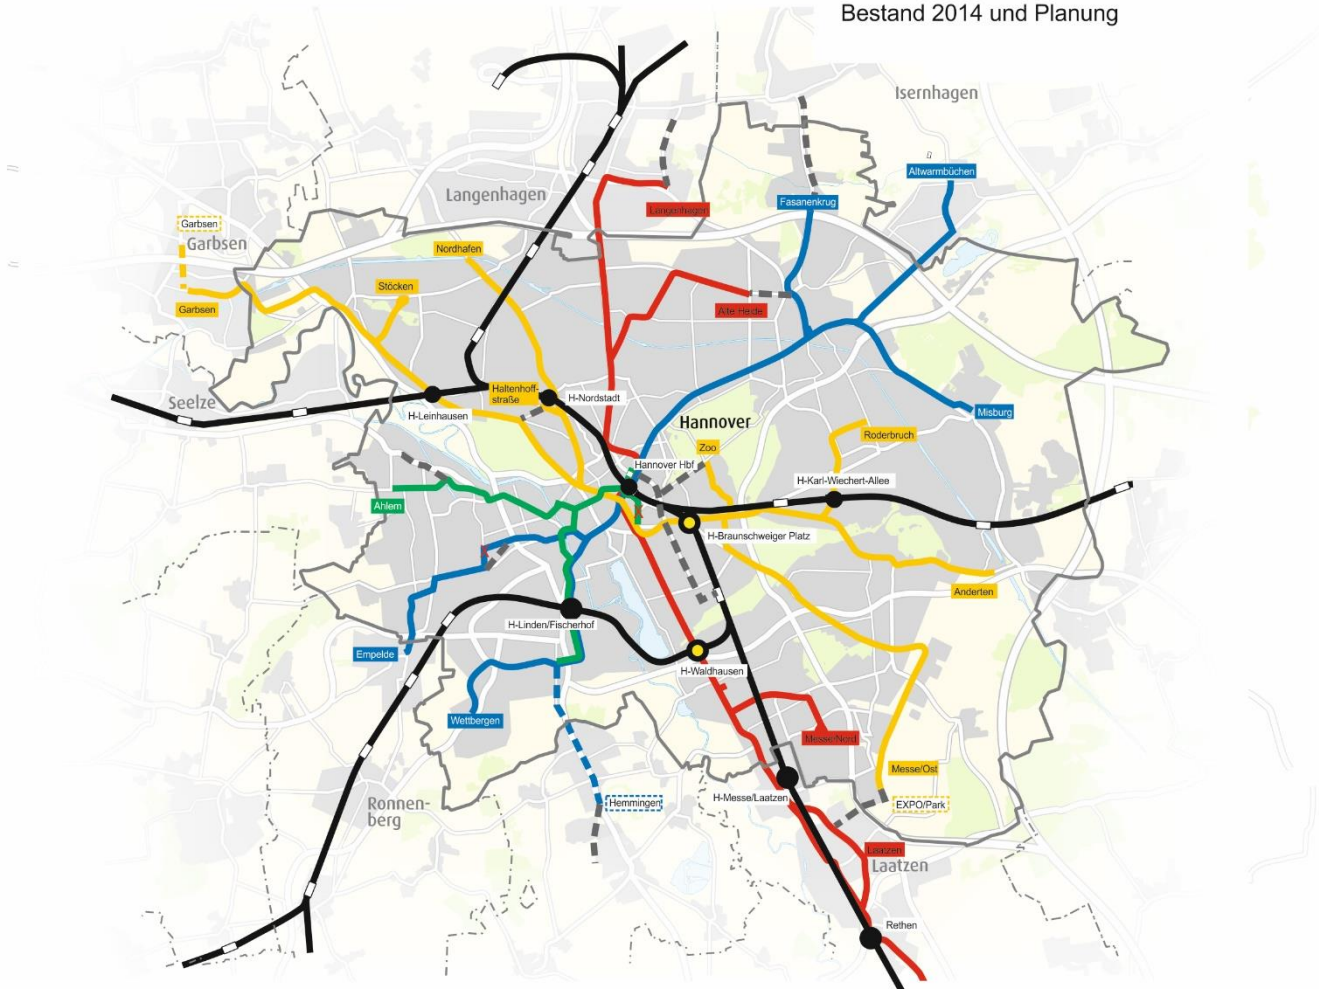 Bestand 2014 und Planung
Isernhagen
Altwarmbüchen
Langenhagen
Fasanenkrug
Langenhagen
Garbsen
Garbsen
Nordhafen
Stöcken
Garbsen
Alte Heide
Haltenhoff-
straße
H-Nordstadt
Seelze
H-Leinhausen
Hannover
Misburg
Zoo
Roderbruch
Hannover Hbf
H-Karl-Wiechert-Allee
Ahlem
H-Braunschweiger Platz
Anderten
H-Linden/Fischerhof
Empelde
H-Waldhausen
Wettbergen
Messe/Nord
Messe/Ost
H-Messe/Laatzen
EXPO/Park
Hemmingen
Ronnen-
berg
Laatzen
Laatzen
Rethen